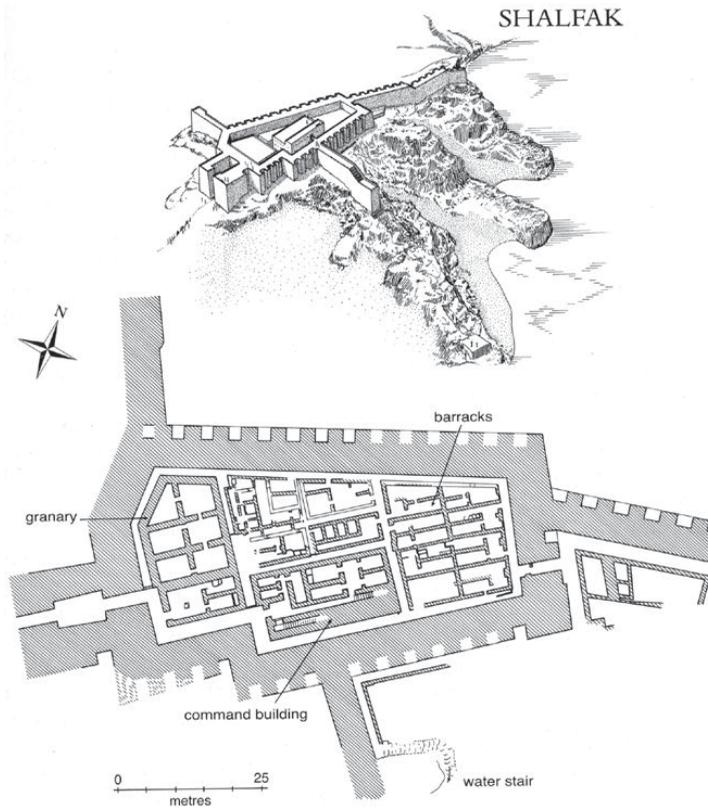 SHALFAK
N
barracks
granary
command building
0 25
metres
water stair